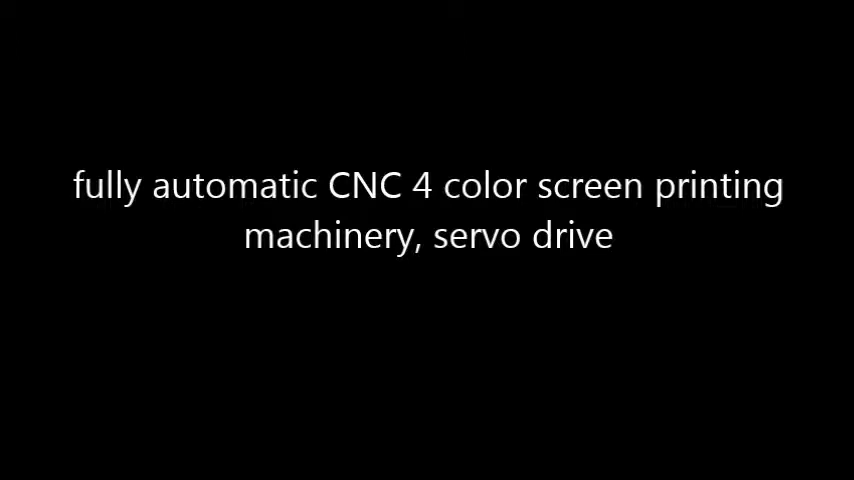 fully automatic CNC 4 color screen printing
machinery, servo drive